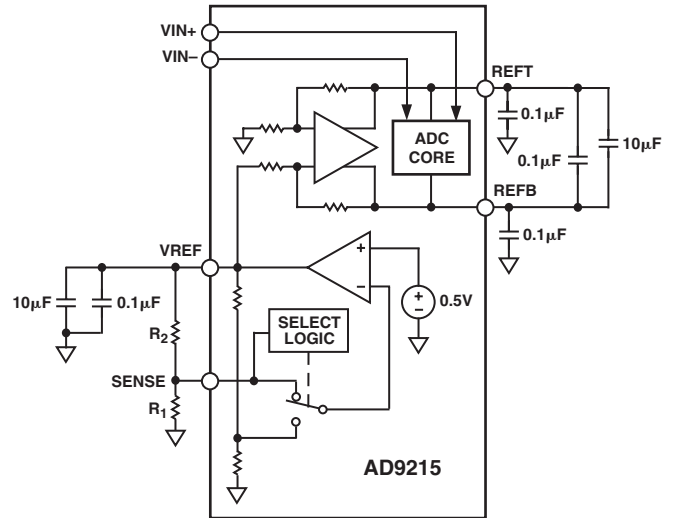 VIN+
VIN–
REFT
0.1μF
ADC
CORE
0.1μF
10μF
REFB
0.1μF
VREF
+
–
+
–
0.5V
10μF
0.1μF
R2
SELECT
LOGIC
SENSE
R1
AD9215